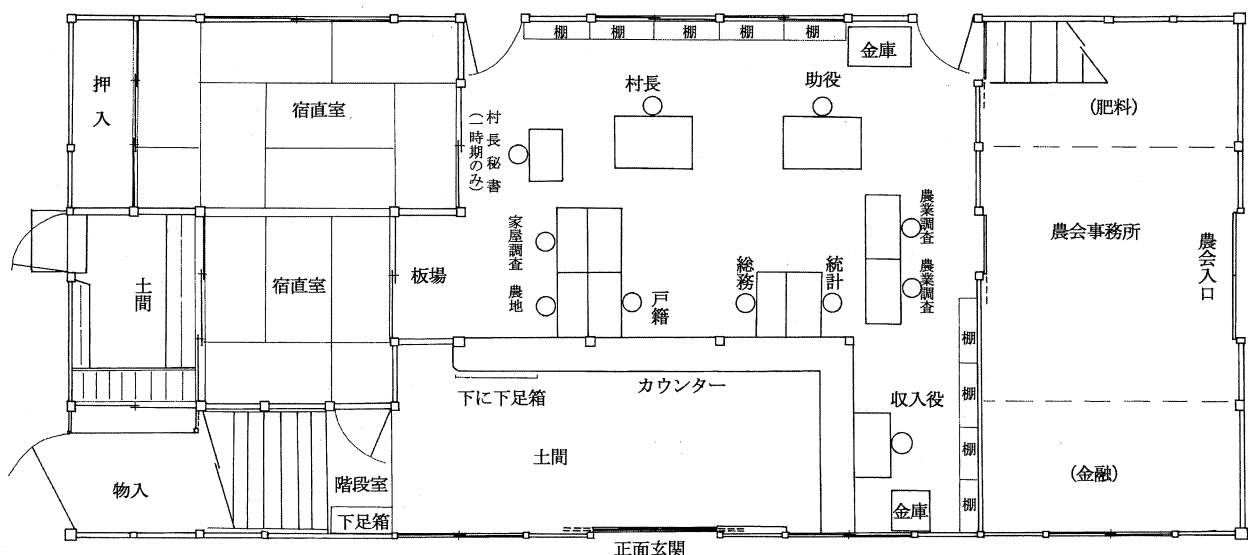 棚
棚
棚
棚
棚
金庫
押入
宿直室
村長
助役
(肥料)
村長秘書
(一時期のみ)
農業調査
農会事務所
農会入口
家屋調査
土間
宿直室
板場
総務
統計
農業調査
農地
戸籍
棚
カウンター
下に下足箱
棚
収入役
棚
土間
(金融)
物入
階段室
棚
金庫
下足箱
正面玄関